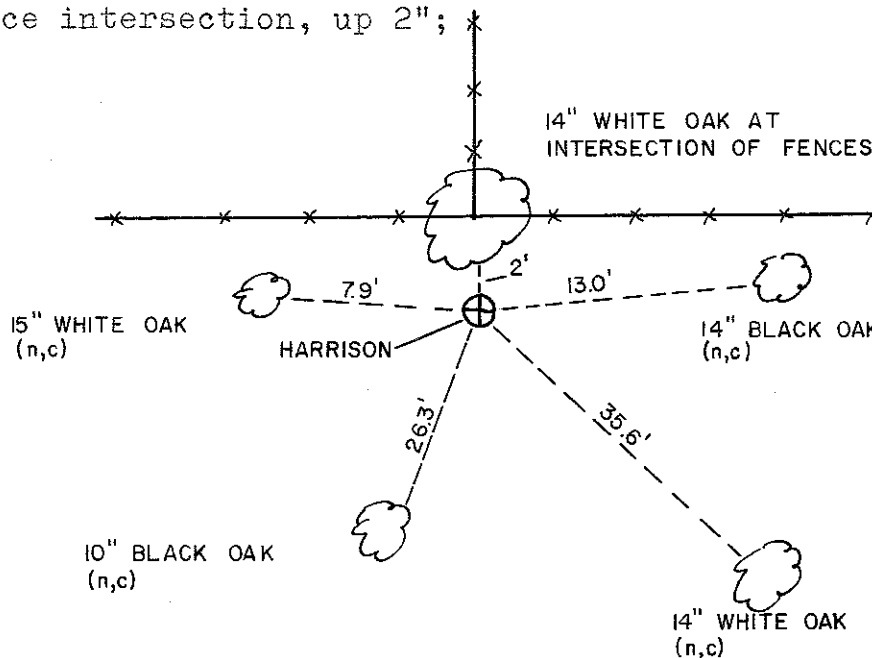 ce intersection, up 2";
14" WHITE OAK AT
INTERSECTION OF FENCES
2'
7.9'
13.0'
15" WHITE OAK
(n,c)
HARRISON
14" BLACK OAK
(n,c)
26.3'
35.6'
10" BLACK OAK
(n,c)
14" WHITE OAK
(n,c)